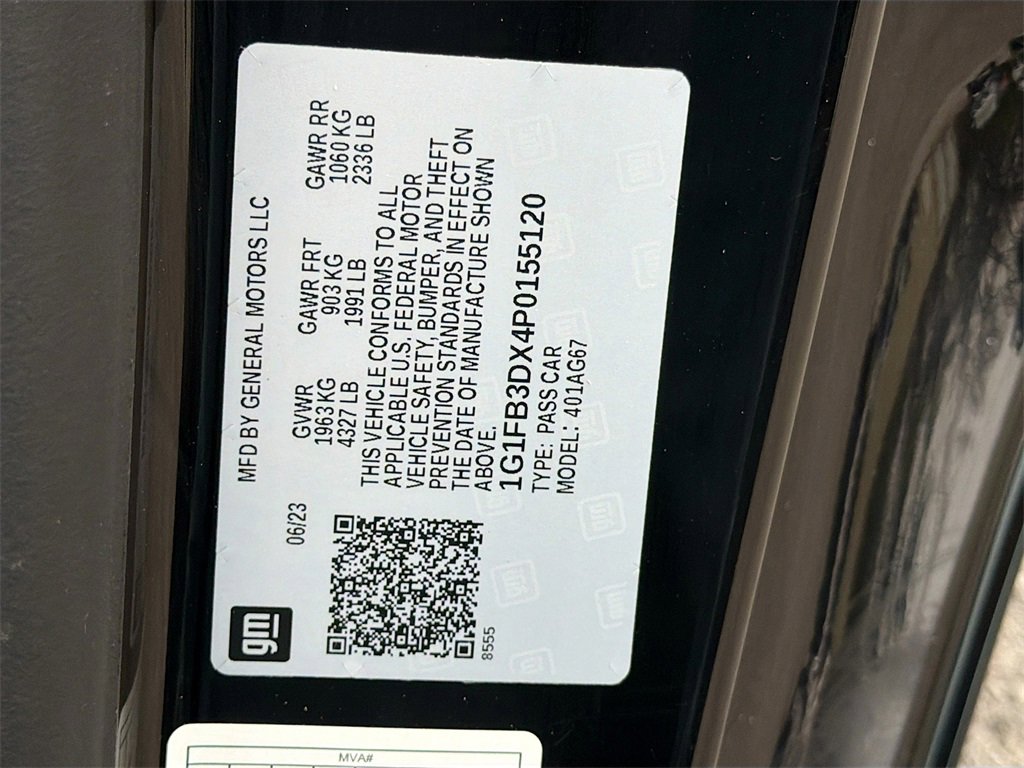 MFD BY GENERAL MOTORS LLC
06/23
GVWR GAWR FRT GAWR RR
1963 KG 903 KG 1060 KG
4327 LB 1991 LB 2336 LB
THIS VEHICLE CONFORMS TO ALL
APPLICABLE U.S. FEDERAL MOTOR
VEHICLE SAFETY, BUMPER, AND THEFT
PREVENTION STANDARDS IN EFFECT ON
THE DATE OF MANUFACTURE SHOWN
ABOVE.
1G1FB3DX4P0155120
TYPE: PASS CAR
MODEL: 401AG67
gm
8555
MVA#